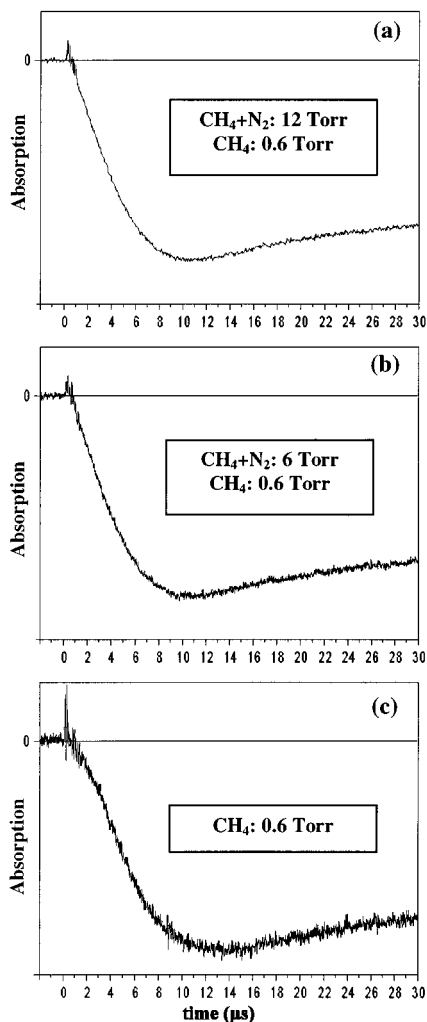 (a)
0
Absorption
CH₄+N₂: 12 Torr
CH₄: 0.6 Torr
0 2 4 6 8 10 12 14 16 18 20 22 24 26 28 30
(b)
0
Absorption
CH₄+N₂: 6 Torr
CH₄: 0.6 Torr
0 2 4 6 8 10 12 14 16 18 20 22 24 26 28 30
(c)
0
Absorption
CH₄: 0.6 Torr
0 2 4 6 8 10 12 14 16 18 20 22 24 26 28 30
time (μs)